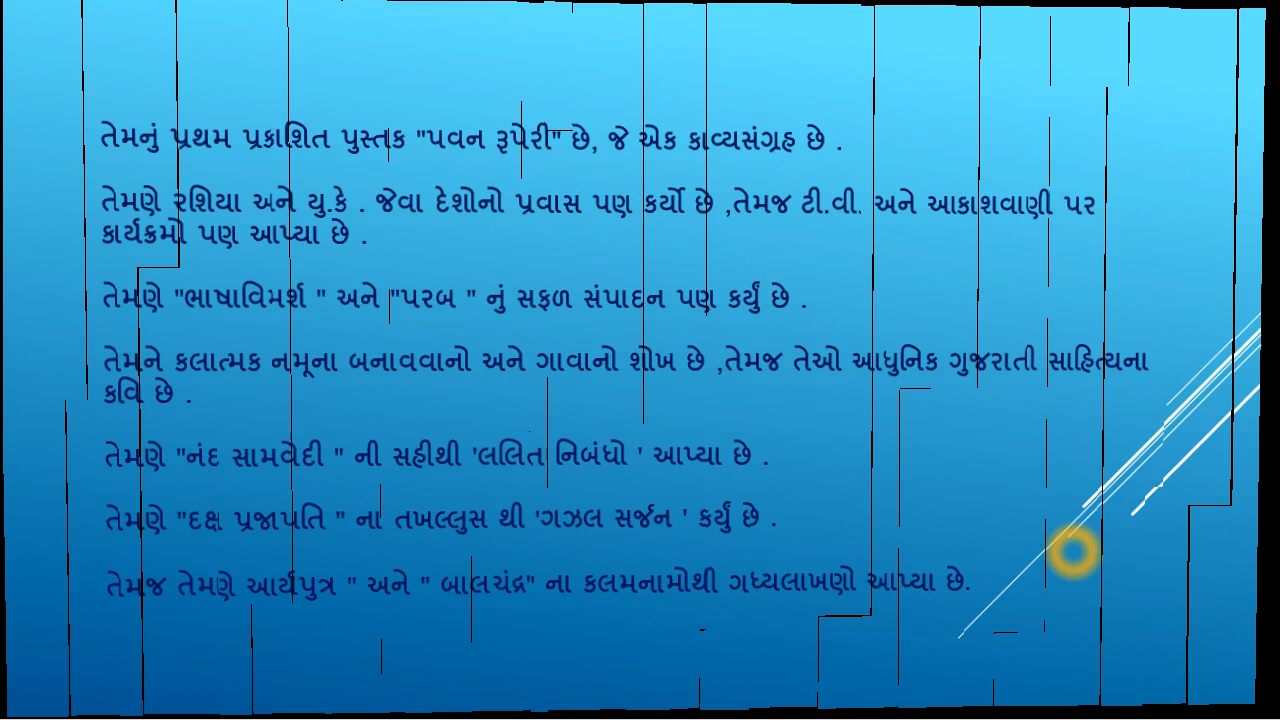 તેમનું પ્રથમ પ્રકાશિત પુસ્તક "પવન રૂપેરી" છે, જે એક કાવ્યસંગ્રહ છે .
તેમણે રશિયા અને યુ.કે . જેવા દેશોનો પ્રવાસ પણ કર્યો છે ,તેમજ ટી.વી. અને આકાશવાણી પર
કાર્યક્રમો પણ આપ્યા છે .
તેમણે "ભાષાવિમર્શ " અને "પરબ " નું સફળ સંપાદન પણ કર્યું છે .
તેમને કલાત્મક નમૂના બનાવવાનો અને ગાવાનો શોખ છે ,તેમજ તેઓ આધુનિક ગુજરાતી સાહિત્યના
કવિ છે .
તેમણે "નંદ સામવેદી " ની સહીથી 'લલિત નિબંધો ' આપ્યા છે .
તેમણે "દક્ષ પ્રજાપતિ " ના તખલ્લુસ થી 'ગઝલ સર્જન ' કર્યું છે .
તેમજ તેમણે આર્યપુત્ર " અને " બાલચંદ્ર" ના કલમનામોથી ગધ્યલાખણો આપ્યા છે.